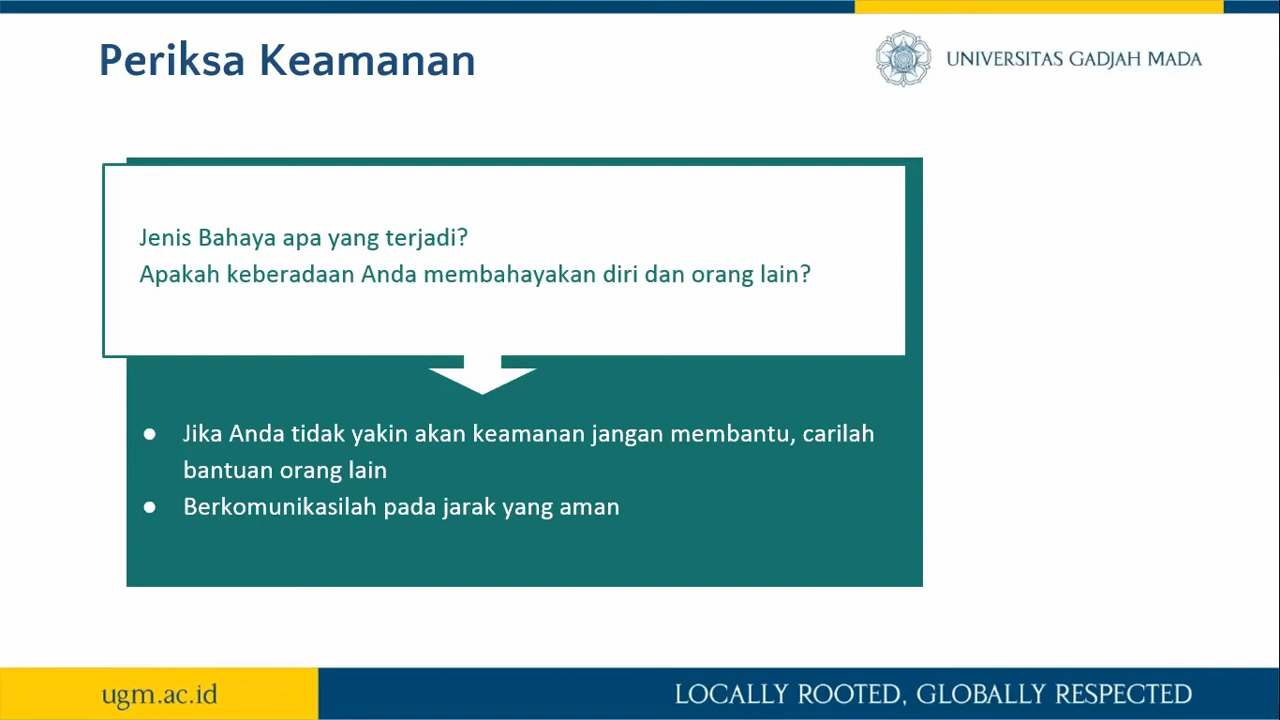 Periksa Keamanan
UNIVERSITAS GADJAH MADA
Jenis Bahaya apa yang terjadi?
Apakah keberadaan Anda membahayakan diri dan orang lain?
● Jika Anda tidak yakin akan keamanan jangan membantu, carilah
bantuan orang lain
● Berkomunikasilah pada jarak yang aman
ugm.ac.id
LOCALLY ROOTED, GLOBALLY RESPECTED